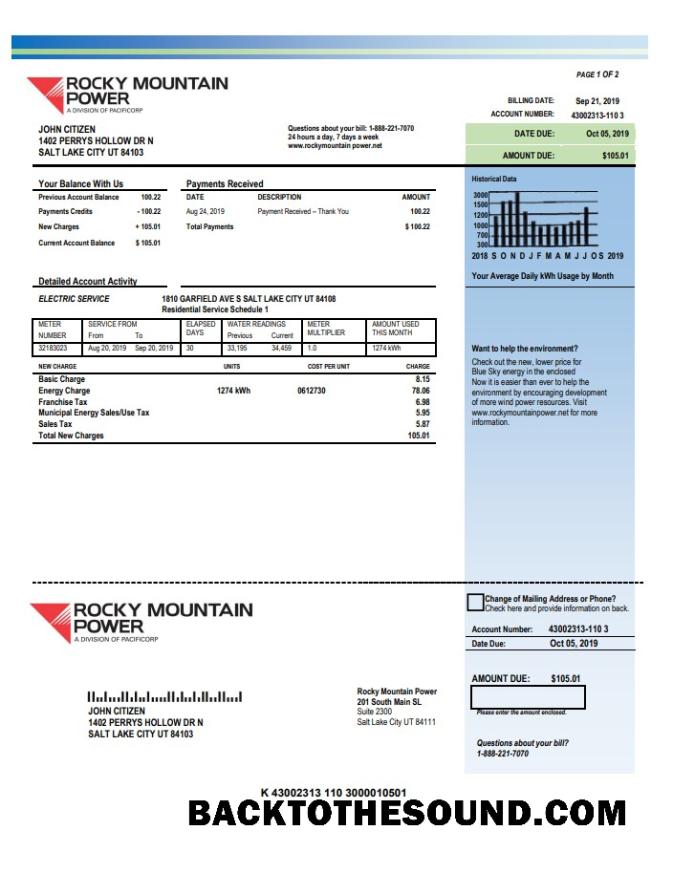 PAGE 1 OF 2
ROCKY MOUNTAIN
POWER
A DIVISION OF PACIFICORP
BILLING DATE: Sep 21, 2019
ACCOUNT NUMBER: 43002313-110 3
DATE DUE: Oct 05, 2019
AMOUNT DUE: $105.01
JOHN CITIZEN
1402 PERRYS HOLLOW DR N
SALT LAKE CITY UT 84103
Questions about your bill: 1-888-221-7070
24 hours a day, 7 days a week
www.rockymountain power.net
Your Balance With Us
Previous Account Balance 100.22
Payments Credits - 100.22
New Charges + 105.01
Current Account Balance $ 105.01
Payments Received
DATE DESCRIPTION AMOUNT
Aug 24, 2019 Payment Received – Thank You 100.22
Total Payments $ 100.22
Historical Data
3000
1500
1200
1000
700
300
2018 S O N D J F M A M J J O S 2019
Your Average Daily kWh Usage by Month
Detailed Account Activity
ELECTRIC SERVICE 1810 GARFIELD AVE S SALT LAKE CITY UT 84108
Residential Service Schedule 1
METER SERVICE FROM ELAPSED WATER READINGS METER AMOUNT USED
NUMBER From To DAYS Previous Current MULTIPLIER THIS MONTH
32183023 Aug 20, 2019 Sep 20, 2019 30 33,195 34,459 1.0 1274 kWh
NEW CHARGE UNITS COST PER UNIT CHARGE
Basic Charge 8.15
Energy Charge 1274 kWh 0612730 78.06
Franchise Tax 6.98
Municipal Energy Sales/Use Tax 5.95
Sales Tax 5.87
Total New Charges 105.01
Want to help the environment?
Check out the new, lower price for
Blue Sky energy in the enclosed
Now it is easier than ever to help the
environment by encouraging development
of more wind power resources. Visit
www.rockymountainpower.net for more
information.
ROCKY MOUNTAIN
POWER
A DIVISION OF PACIFICORP
Change of Mailing Address or Phone?
Check here and provide information on back.
Account Number: 43002313-110 3
Date Due: Oct 05, 2019
AMOUNT DUE: $105.01
Please enter the amount enclosed.
Questions about your bill?
1-888-221-7070
JOHN CITIZEN
1402 PERRYS HOLLOW DR N
SALT LAKE CITY UT 84103
Rocky Mountain Power
201 South Main SL
Suite 2300
Salt Lake City UT 84111
K 43002313 110 3000010501
BACKTOTHESOUND.COM